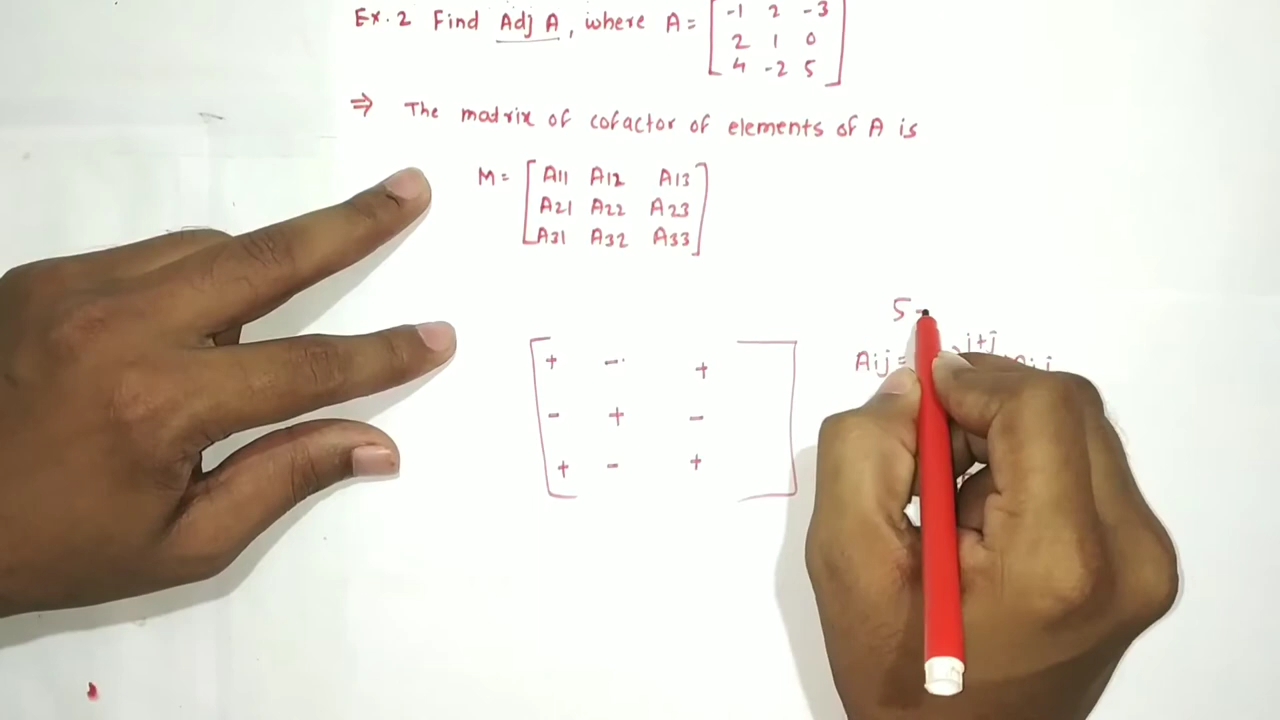 Ex. 2 Find Adj A, where A = [ -1 2 -3
2 1 0
4 -2 5 ]
⇒ The matrix of cofactor of elements of A is
M = [ A11 A12 A13
A21 A22 A23
A31 A32 A33 ]
5 -
Aij = i+j
+ - +
- + -
+ - +